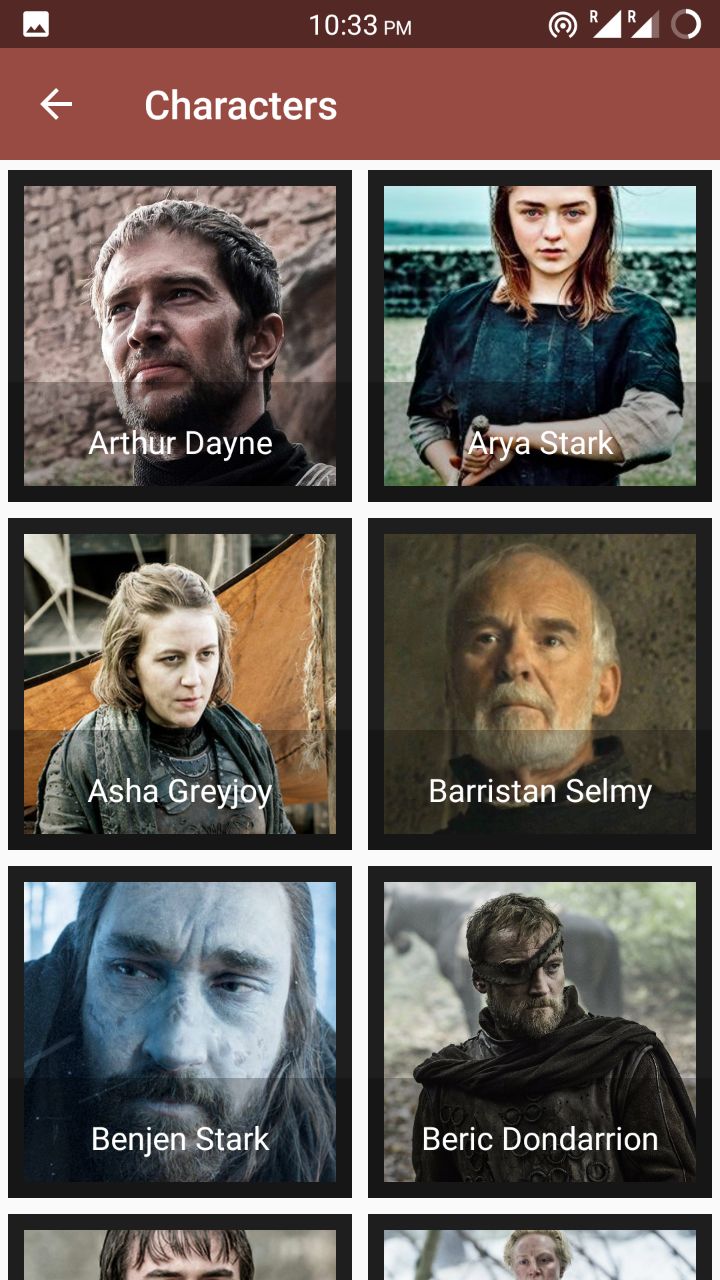 10:33 PM
R R
Characters
Arthur Dayne
Arya Stark
Asha Greyjoy
Barristan Selmy
Benjen Stark
Beric Dondarrion